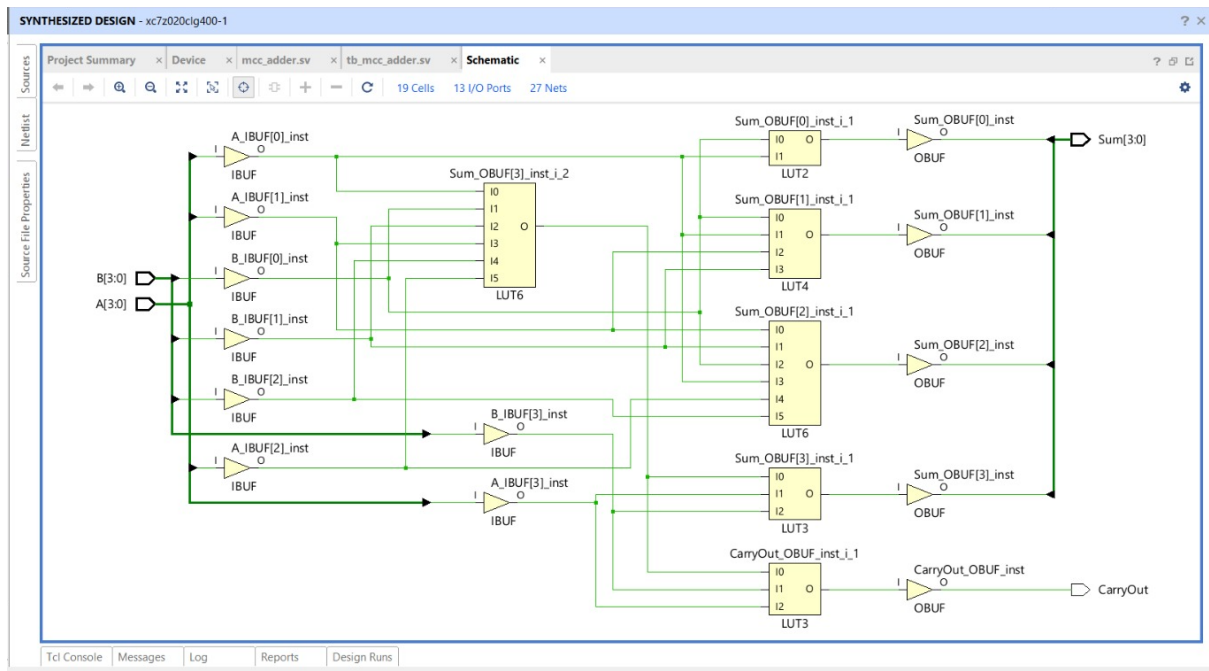 SYNTHESIZED DESIGN - xc7z020clg400-1
? ×
Sources
Netlist
Source File Properties
Project Summary ×
Device ×
mcc_adder.sv ×
tb_mcc_adder.sv ×
Schematic ×
?
19 Cells
13 I/O Ports
27 Nets
B[3:0]
A[3:0]
A_IBUF[0]_inst
I O
IBUF
A_IBUF[1]_inst
I O
IBUF
B_IBUF[0]_inst
I O
IBUF
B_IBUF[1]_inst
I O
IBUF
B_IBUF[2]_inst
I O
IBUF
A_IBUF[2]_inst
I O
IBUF
Sum_OBUF[3]_inst_i_2
I0
I1
I2 O
I3
I4
I5
LUT6
B_IBUF[3]_inst
I O
IBUF
A_IBUF[3]_inst
I O
IBUF
Sum_OBUF[0]_inst_i_1
I0 O
I1
LUT2
Sum_OBUF[1]_inst_i_1
I0
I1 O
I2
I3
LUT4
Sum_OBUF[2]_inst_i_1
I0
I1
I2 O
I3
I4
I5
LUT6
Sum_OBUF[3]_inst_i_1
I0
I1 O
I2
LUT3
CarryOut_OBUF_inst_i_1
I0
I1 O
I2
LUT3
Sum_OBUF[0]_inst
I O
OBUF
Sum_OBUF[1]_inst
I O
OBUF
Sum_OBUF[2]_inst
I O
OBUF
Sum_OBUF[3]_inst
I O
OBUF
CarryOut_OBUF_inst
I O
OBUF
Sum[3:0]
CarryOut
Tcl Console
Messages
Log
Reports
Design Runs